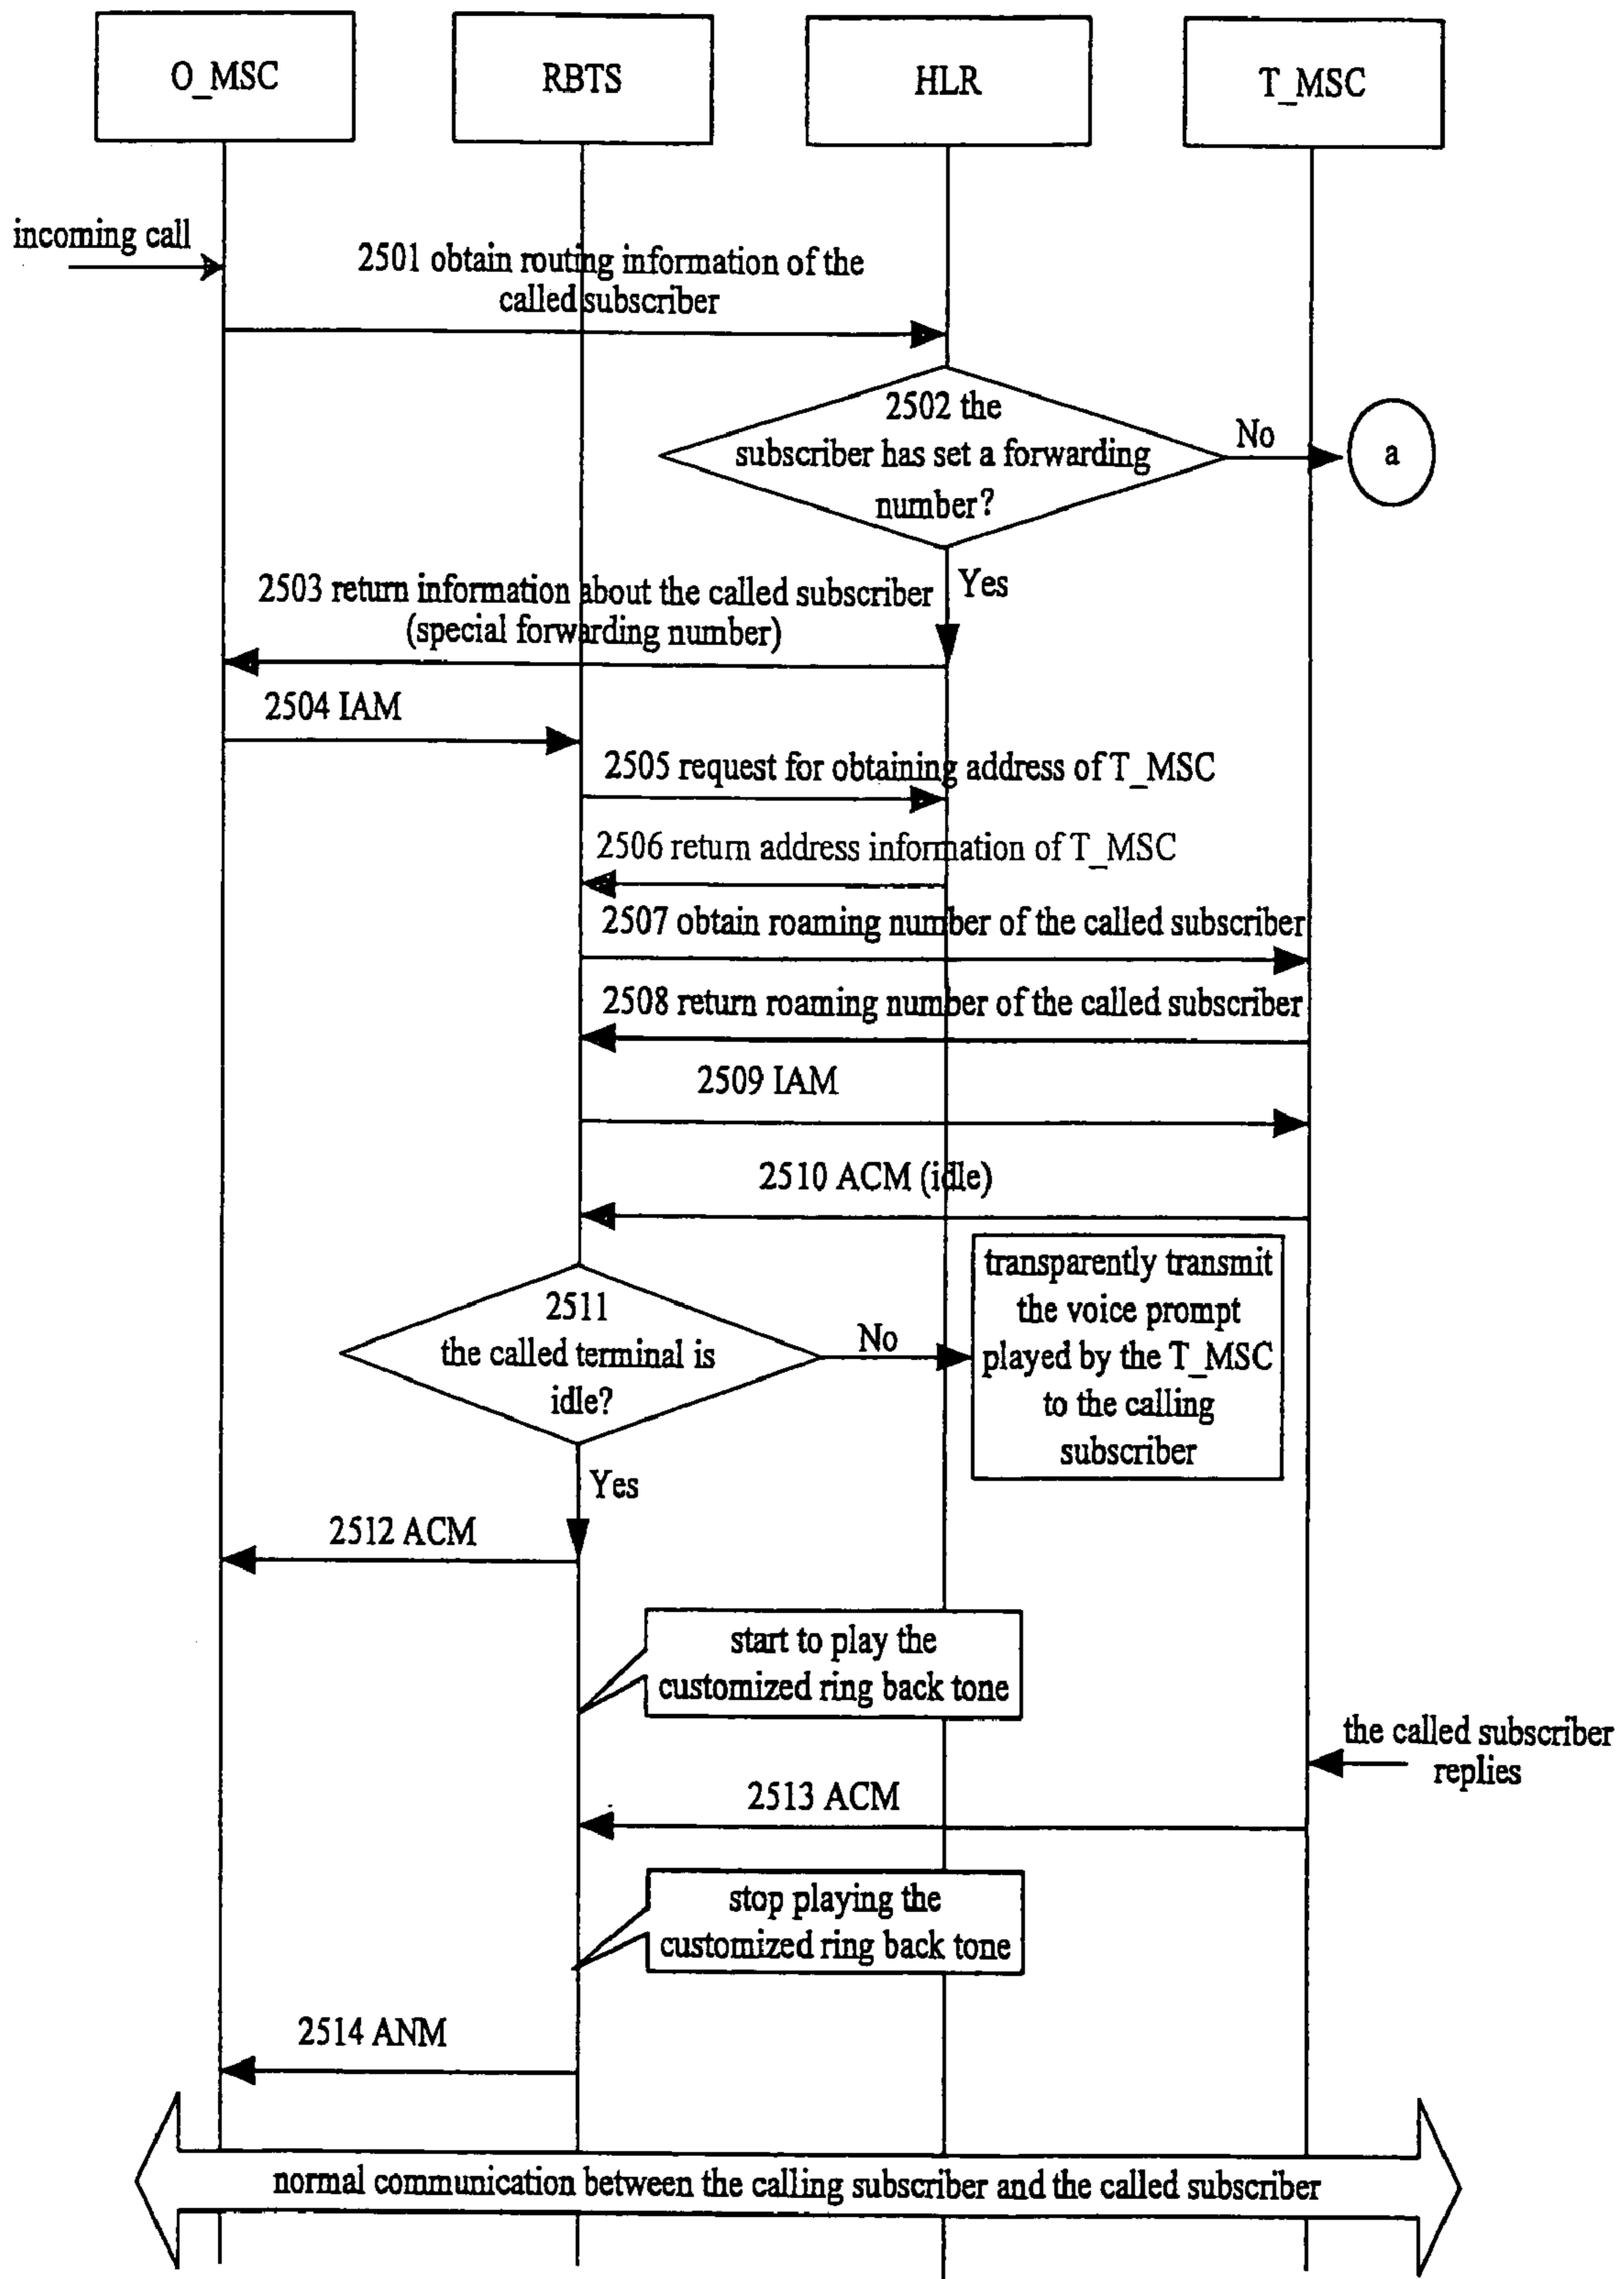 O_MSC
RBTS
HLR
T_MSC
incoming call
2501 obtain routing information of the
called subscriber
2502 the
subscriber has set a forwarding
number?
No
a
Yes
2503 return information about the called subscriber
(special forwarding number)
2504 IAM
2505 request for obtaining address of T_MSC
2506 return address information of T_MSC
2507 obtain roaming number of the called subscriber
2508 return roaming number of the called subscriber
2509 IAM
2510 ACM (idle)
2511
the called terminal is
idle?
No
transparently transmit
the voice prompt
played by the T_MSC
to the calling
subscriber
Yes
2512 ACM
start to play the
customized ring back tone
the called subscriber
replies
2513 ACM
stop playing the
customized ring back tone
2514 ANM
normal communication between the calling subscriber and the called subscriber